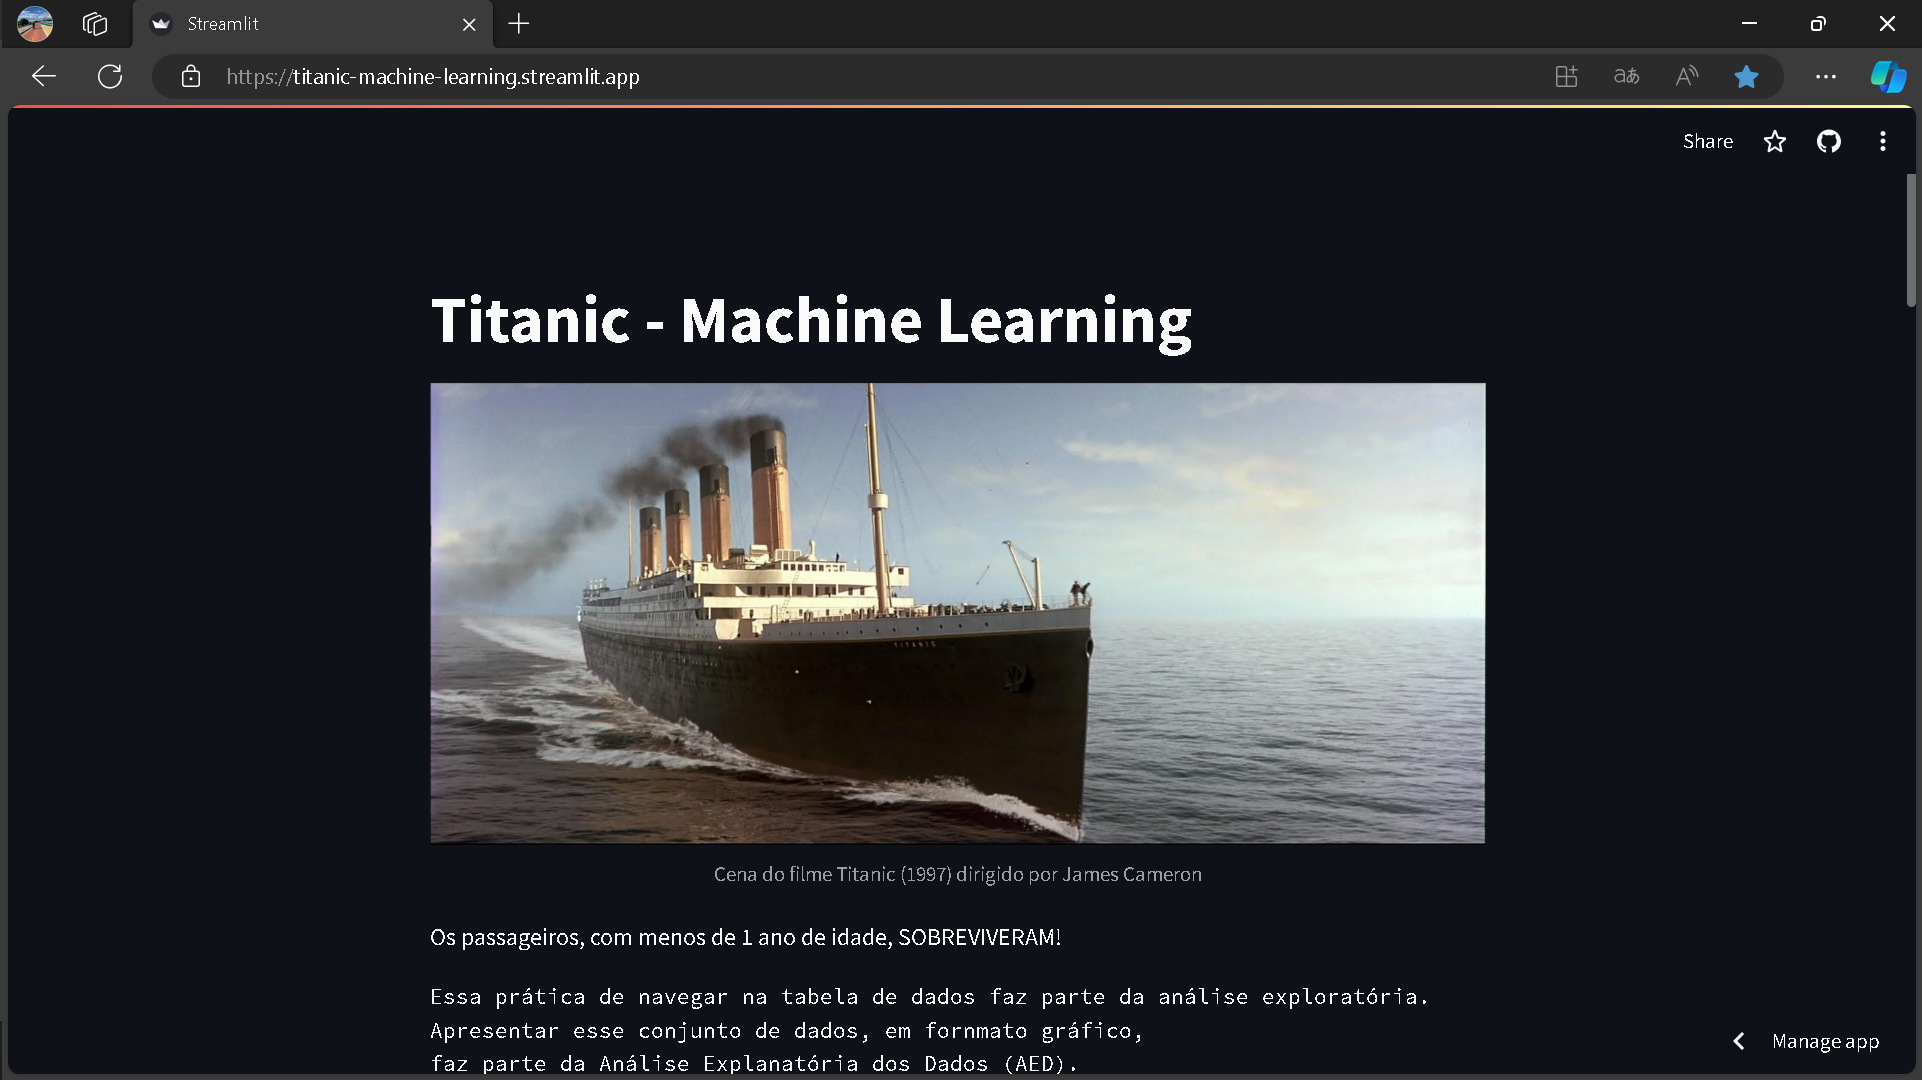 Streamlit
https://titanic-machine-learning.streamlit.app
Share
Titanic - Machine Learning
TITANIC
Cena do filme Titanic (1997) dirigido por James Cameron
Os passageiros, com menos de 1 ano de idade, SOBREVIVERAM!
Essa prática de navegar na tabela de dados faz parte da análise exploratória.
Apresentar esse conjunto de dados, em fornmato gráfico,
faz parte da Análise Explanatória dos Dados (AED).
Manage app